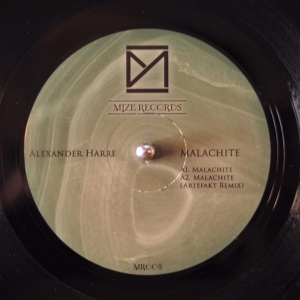 MIZE RECORDS
ALEXANDER HARRE
MALACHITE
A1. MALACHITE
A2. MALACHITE
(ARTEFAKT REMIX)